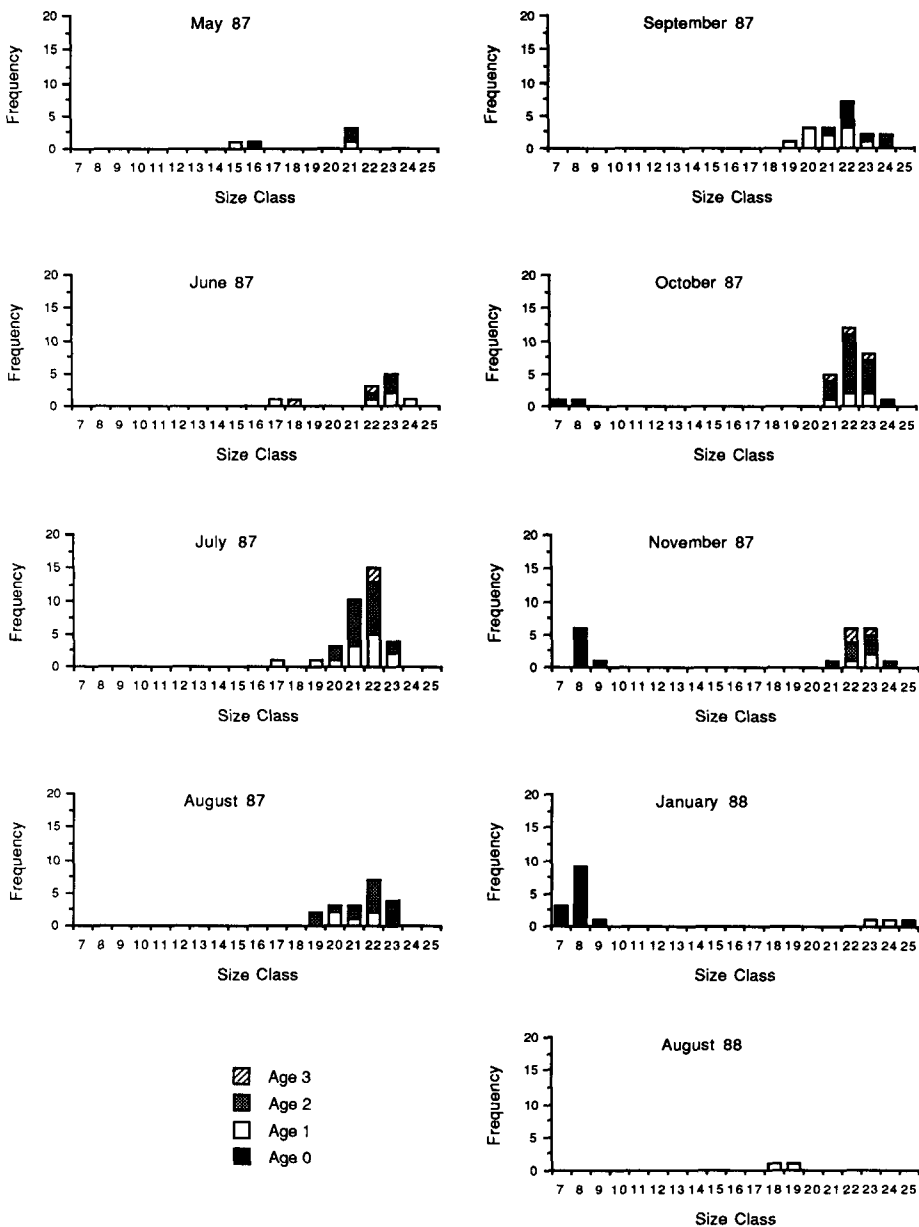 May 87
20
15
10
5
0
Frequency
7 8 9 10 11 12 13 14 15 16 17 18 19 20 21 22 23 24 25
Size Class
September 87
20
15
10
5
0
Frequency
7 8 9 10 11 12 13 14 15 16 17 18 19 20 21 22 23 24 25
Size Class
June 87
20
15
10
5
0
Frequency
7 8 9 10 11 12 13 14 15 16 17 18 19 20 21 22 23 24 25
Size Class
October 87
20
15
10
5
0
Frequency
7 8 9 10 11 12 13 14 15 16 17 18 19 20 21 22 23 24 25
Size Class
July 87
20
15
10
5
0
Frequency
7 8 9 10 11 12 13 14 15 16 17 18 19 20 21 22 23 24 25
Size Class
November 87
20
15
10
5
0
Frequency
7 8 9 10 11 12 13 14 15 16 17 18 19 20 21 22 23 24 25
Size Class
August 87
20
15
10
5
0
Frequency
7 8 9 10 11 12 13 14 15 16 17 18 19 20 21 22 23 24 25
Size Class
January 88
20
15
10
5
0
Frequency
7 8 9 10 11 12 13 14 15 16 17 18 19 20 21 22 23 24 25
Size Class
Age 3
Age 2
Age 1
Age 0
August 88
20
15
10
5
0
Frequency
7 8 9 10 11 12 13 14 15 16 17 18 19 20 21 22 23 24 25
Size Class